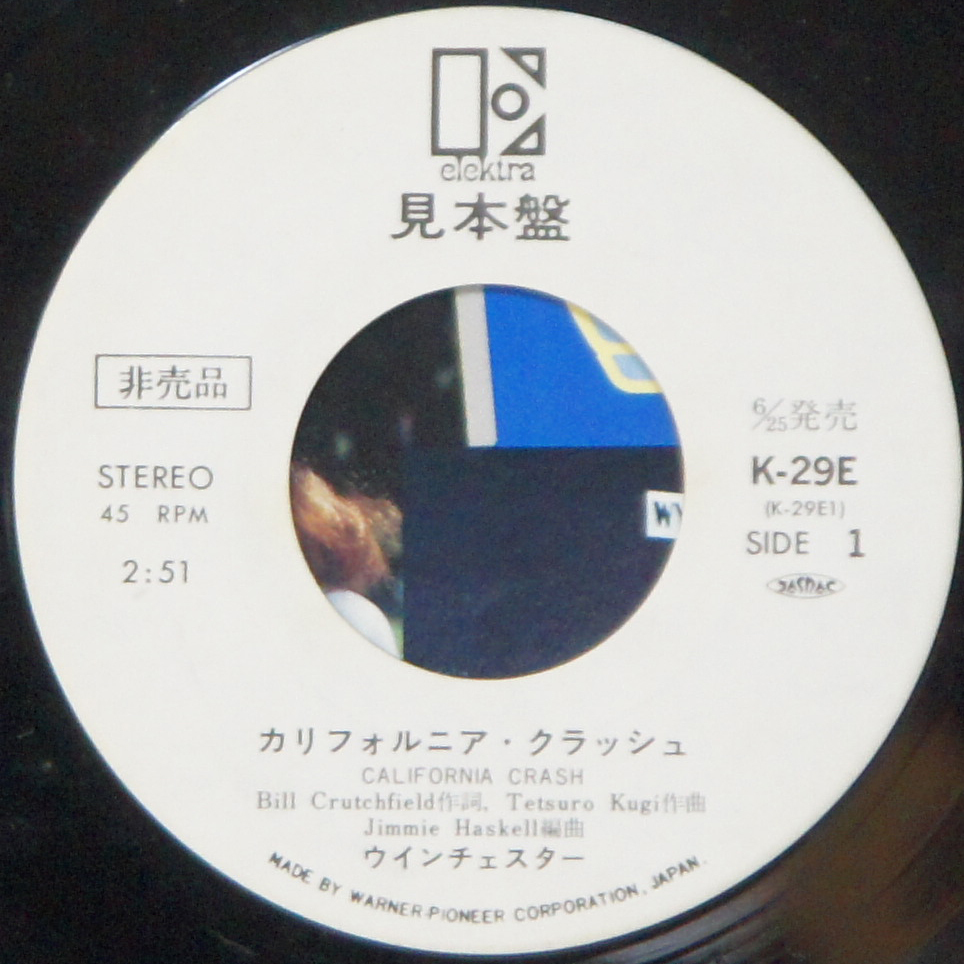 elektra
見本盤
非売品
STEREO
45 RPM
2:51
6/25発売
K-29E
(K-29E1)
SIDE 1
JASRAC
カリフォルニア・クラッシュ
CALIFORNIA CRASH
Bill Crutchfield作詞, Tetsuro Kugi作曲
Jimmie Haskell編曲
ウインチェスター
MADE BY WARNER-PIONEER CORPORATION, JAPAN.